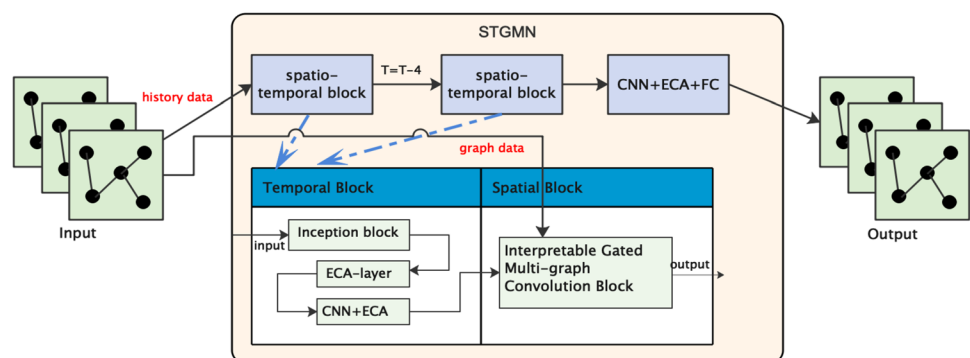 STGMN
spatio-
temporal block
T=T-4
spatio-
temporal block
CNN+ECA+FC
history data
graph data
Input
Output
Temporal Block
Spatial Block
input
Inception block
ECA-layer
CNN+ECA
Interpretable Gated
Multi-graph
Convolution Block
output